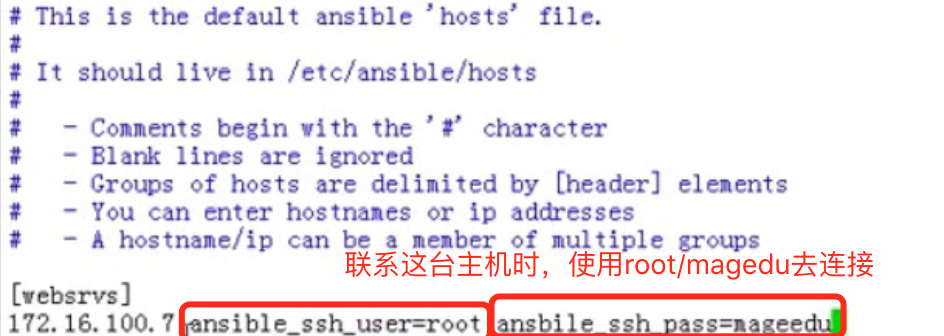 # This is the default ansible 'hosts' file.
#
# It should live in /etc/ansible/hosts
#
#   - Comments begin with the '#' character
#   - Blank lines are ignored
#   - Groups of hosts are delimited by [header] elements
#   - You can enter hostnames or ip addresses
#   - A hostname/ip can be a member of multiple groups
联系这台主机时，使用root/magedu去连接
[websrvs]
172.16.100.7 ansible_ssh_user=root ansbile_ssh_pass=mageedu